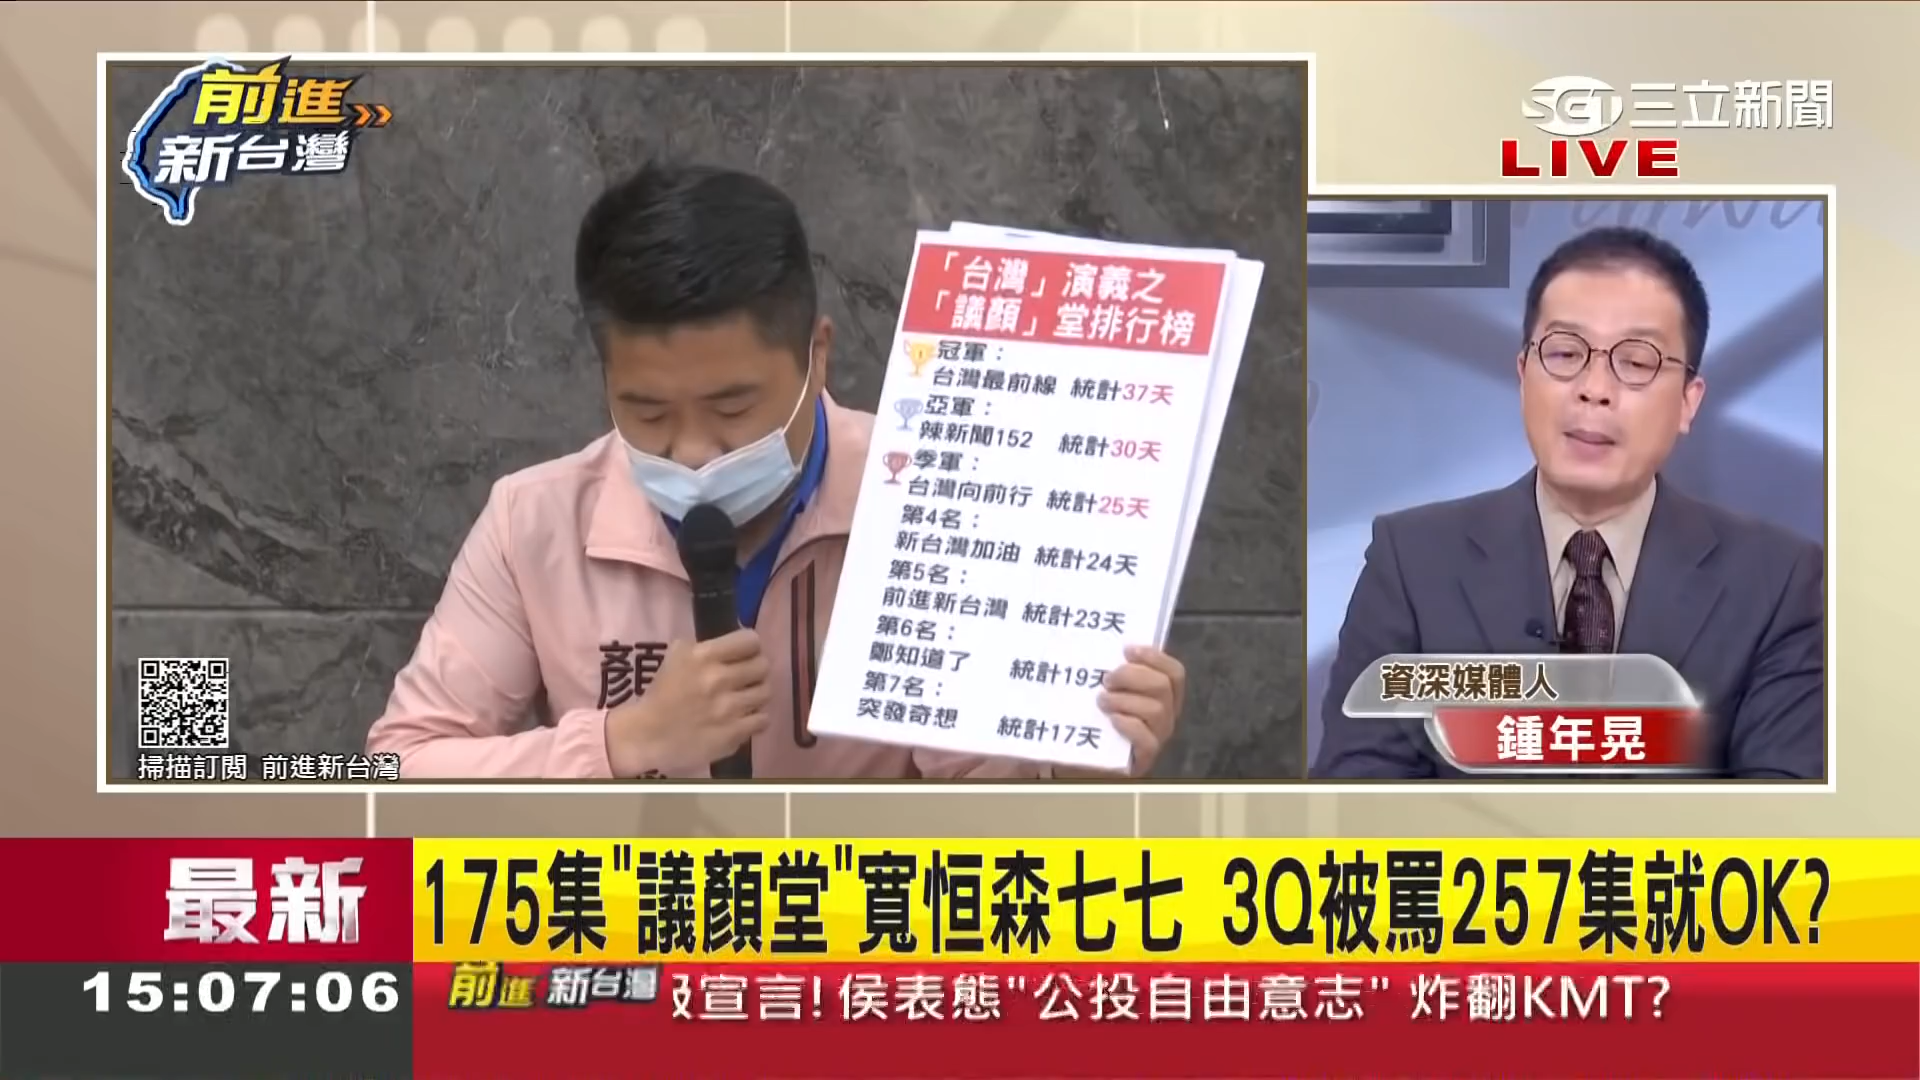 前進
新台灣
SET三立新聞
LIVE
「台灣」演義之
「議顏」堂排行榜
冠軍：
台灣最前線 統計37天
亞軍：
辣新聞152 統計30天
季軍：
台灣向前行 統計25天
第4名：
新台灣加油 統計24天
第5名：
前進新台灣 統計23天
第6名：
鄭知道了 統計19天
第7名：
突發奇想 統計17天
顏
掃描訂閱 前進新台灣
資深媒體人
鍾年晃
最新
175集"議顏堂"寬恒森七七 3Q被罵257集就OK?
15:07:06
前進新台灣
宣言!侯表態"公投自由意志" 炸翻KMT?